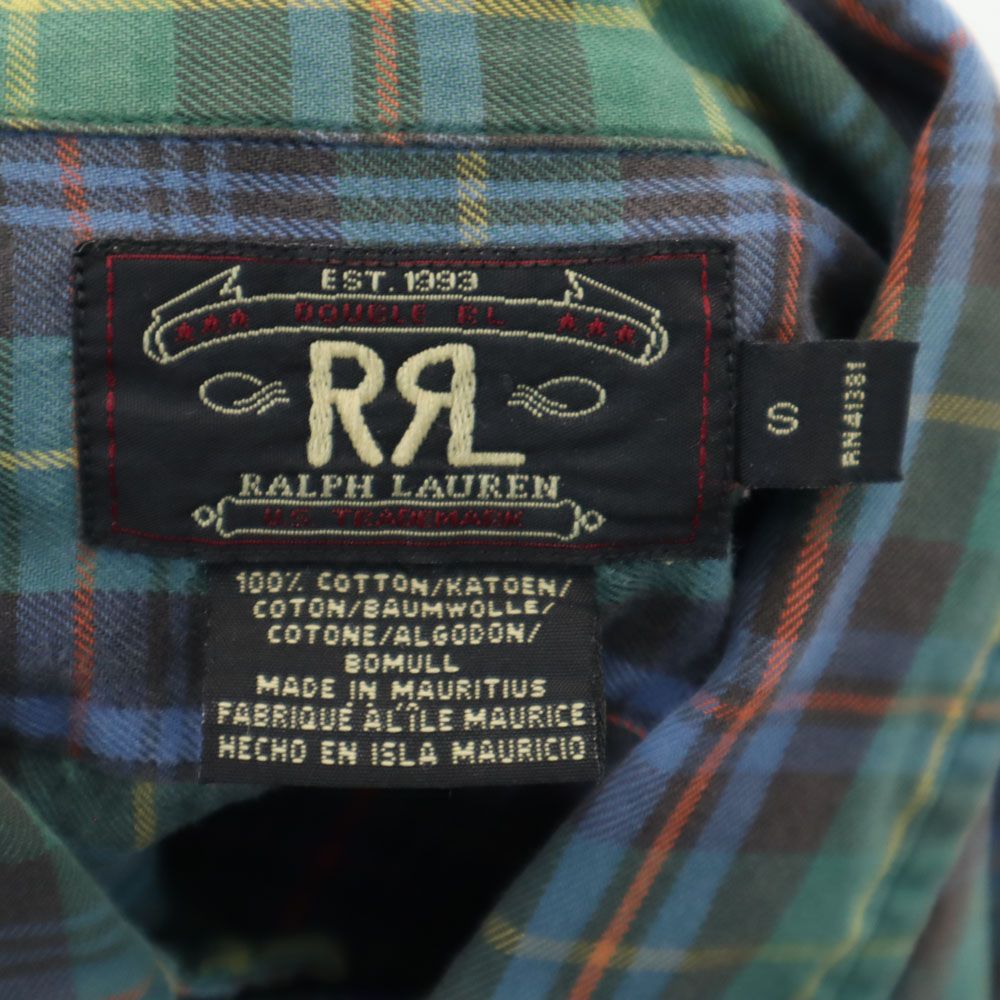 EST. 1993
DOUBLE RL
RRL
RALPH LAUREN
U.S. TRADEMARK
S
RN41381
100% COTTON/KATOEN/
COTON/BAUMWOLLE/
COTONE/ALGODÓN/
BOMULL
MADE IN MAURITIUS
FABRIQUÉ À L'ÎLE MAURICE
HECHO EN ISLA MAURICIO